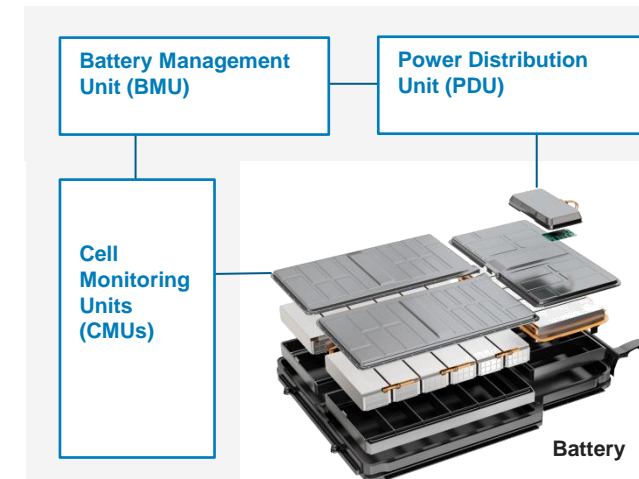 Battery Management
Unit (BMU)
Power Distribution
Unit (PDU)
Cell
Monitoring
Units
(CMUs)
Battery